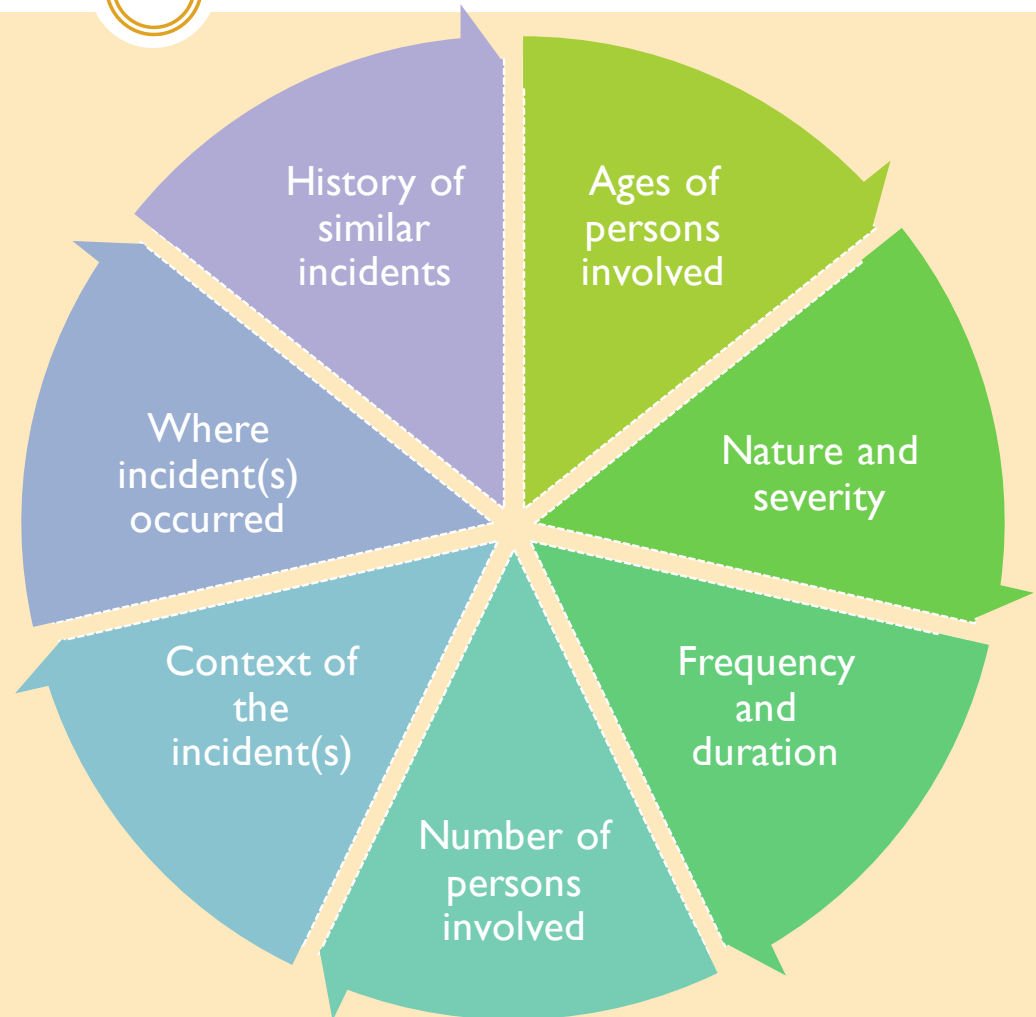 Ages of
persons
involved
Nature and
severity
Frequency
and
duration
Number of
persons
involved
Context of
the
incident(s)
Where
incident(s)
occurred
History of
similar
incidents